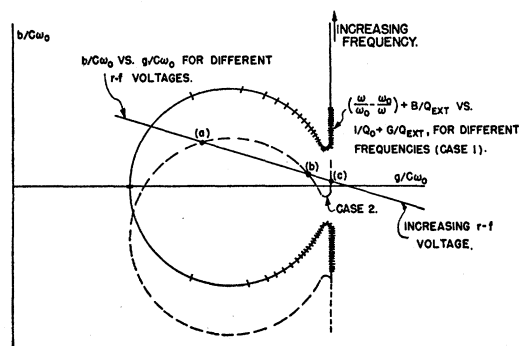 b/Cω₀
INCREASING
FREQUENCY.
b/Cω₀ VS. g/Cω₀ FOR DIFFERENT
r-f VOLTAGES.
(ω/ω₀ - ω₀/ω) + B/Q_EXT VS.
1/Q₀ + G/Q_EXT, FOR DIFFERENT
FREQUENCIES (CASE 1).
(a)
(b)
(c)
g/Cω₀
CASE 2.
INCREASING r-f
VOLTAGE.